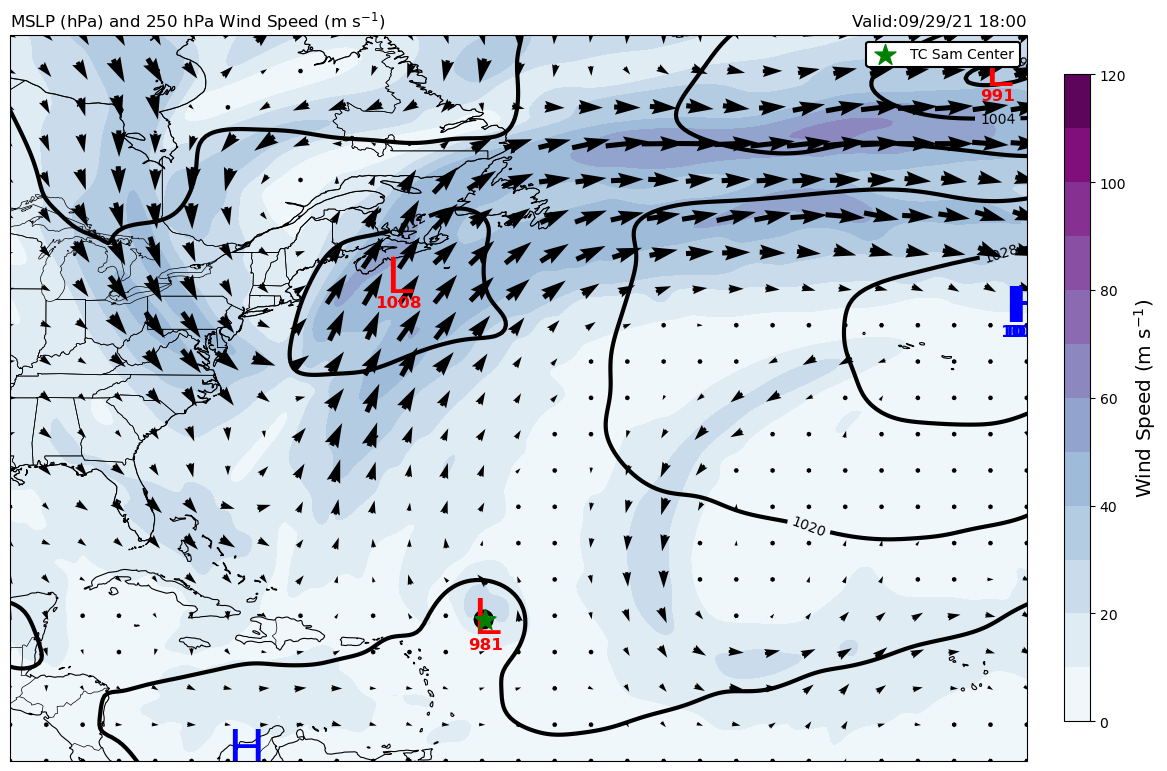 MSLP (hPa) and 250 hPa Wind Speed (m s⁻¹)
Valid:09/29/21 18:00
TC Sam Center
L
991
1004
1028
L
1008
H
1020
L
981
H
120
100
80
60
40
20
0
Wind Speed (m s⁻¹)